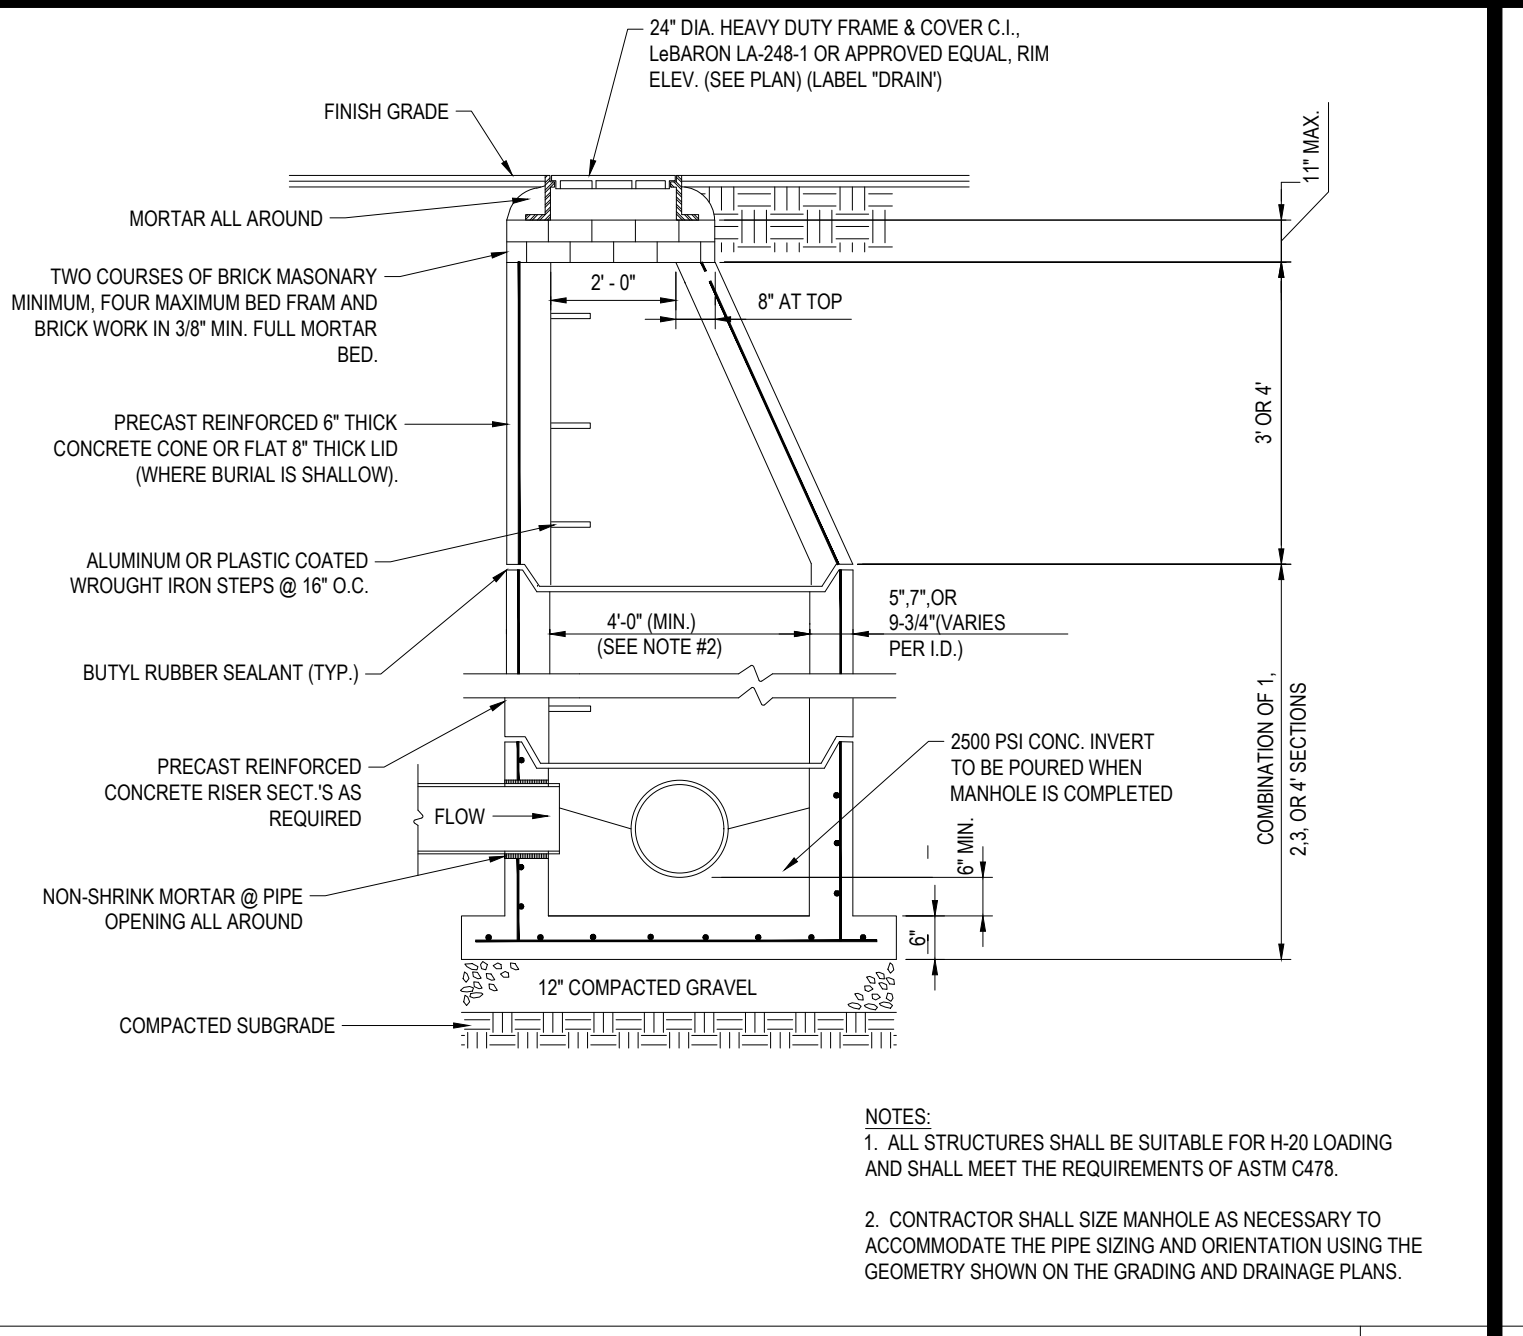 24" DIA. HEAVY DUTY FRAME & COVER C.I.,
LeBARON LA-248-1 OR APPROVED EQUAL, RIM
ELEV. (SEE PLAN) (LABEL "DRAIN')
FINISH GRADE
11" MAX.
MORTAR ALL AROUND
TWO COURSES OF BRICK MASONARY
MINIMUM, FOUR MAXIMUM BED FRAM AND
BRICK WORK IN 3/8" MIN. FULL MORTAR
BED.
2' - 0"
8" AT TOP
3' OR 4'
PRECAST REINFORCED 6" THICK
CONCRETE CONE OR FLAT 8" THICK LID
(WHERE BURIAL IS SHALLOW).
ALUMINUM OR PLASTIC COATED
WROUGHT IRON STEPS @ 16" O.C.
4'-0" (MIN.)
(SEE NOTE #2)
5",7",OR
9-3/4"(VARIES
PER I.D.)
BUTYL RUBBER SEALANT (TYP.)
COMBINATION OF 1,
2,3, OR 4' SECTIONS
PRECAST REINFORCED
CONCRETE RISER SECT.'S AS
REQUIRED
2500 PSI CONC. INVERT
TO BE POURED WHEN
MANHOLE IS COMPLETED
FLOW
6" MIN.
NON-SHRINK MORTAR @ PIPE
OPENING ALL AROUND
6"
12" COMPACTED GRAVEL
COMPACTED SUBGRADE
NOTES:
1. ALL STRUCTURES SHALL BE SUITABLE FOR H-20 LOADING
AND SHALL MEET THE REQUIREMENTS OF ASTM C478.
2. CONTRACTOR SHALL SIZE MANHOLE AS NECESSARY TO
ACCOMMODATE THE PIPE SIZING AND ORIENTATION USING THE
GEOMETRY SHOWN ON THE GRADING AND DRAINAGE PLANS.